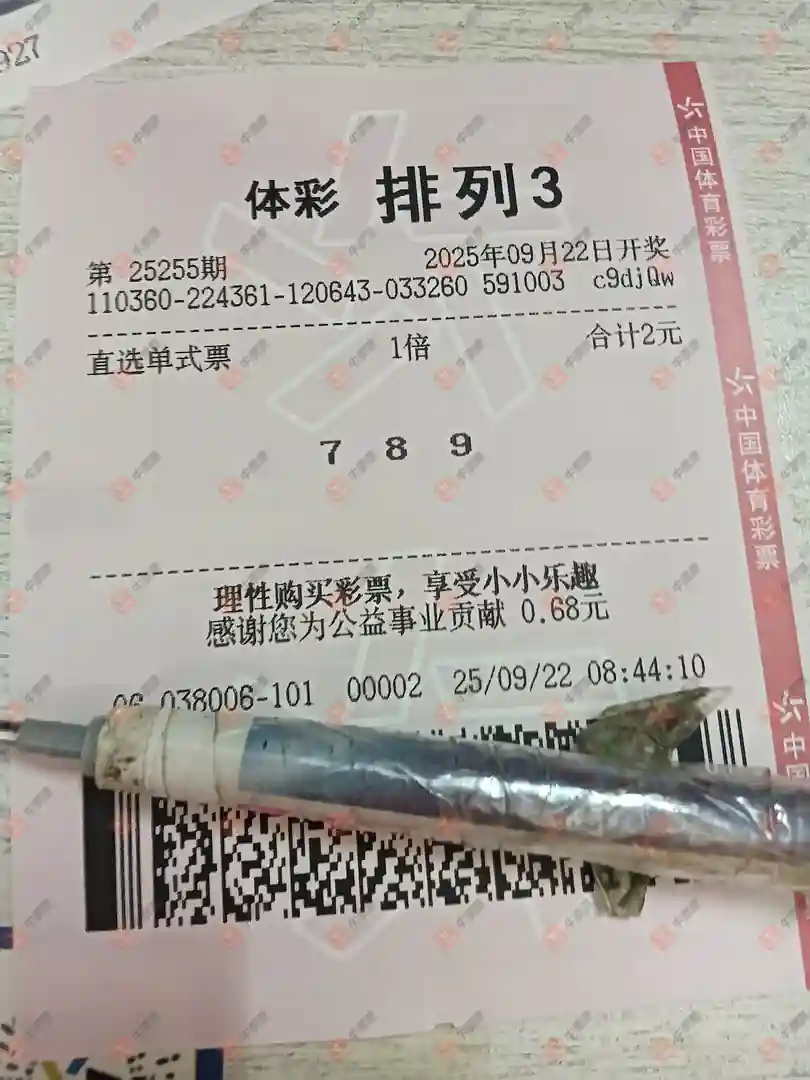 927
体彩 排列3
第 25255期 2025年09月22日开奖
110360-224361-120643-033260 591003 c9djQw
直选单式票 1倍 合计2元
7 8 9
理性购买彩票，享受小小乐趣
感谢您为公益事业贡献 0.68元
038006-101 00002 25/09/22 08:44:10
中国体育彩票
中国体育彩票
中国